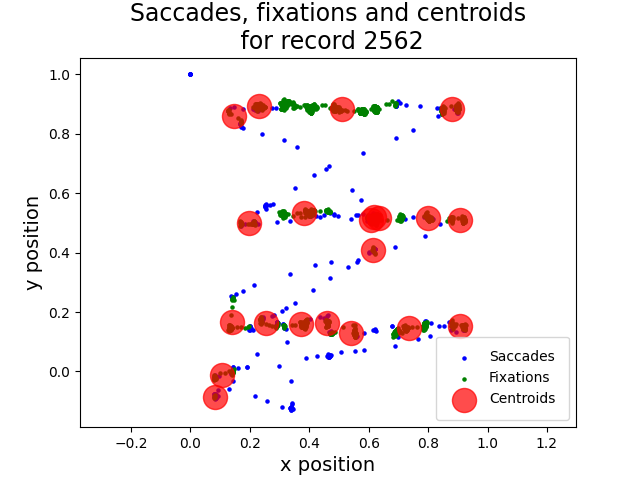 Saccades, fixations and centroids
for record 2562
y position
1.0
0.8
0.6
0.4
0.2
0.0
−0.2
0.0
0.2
0.4
0.6
0.8
1.0
1.2
x position
Saccades
Fixations
Centroids